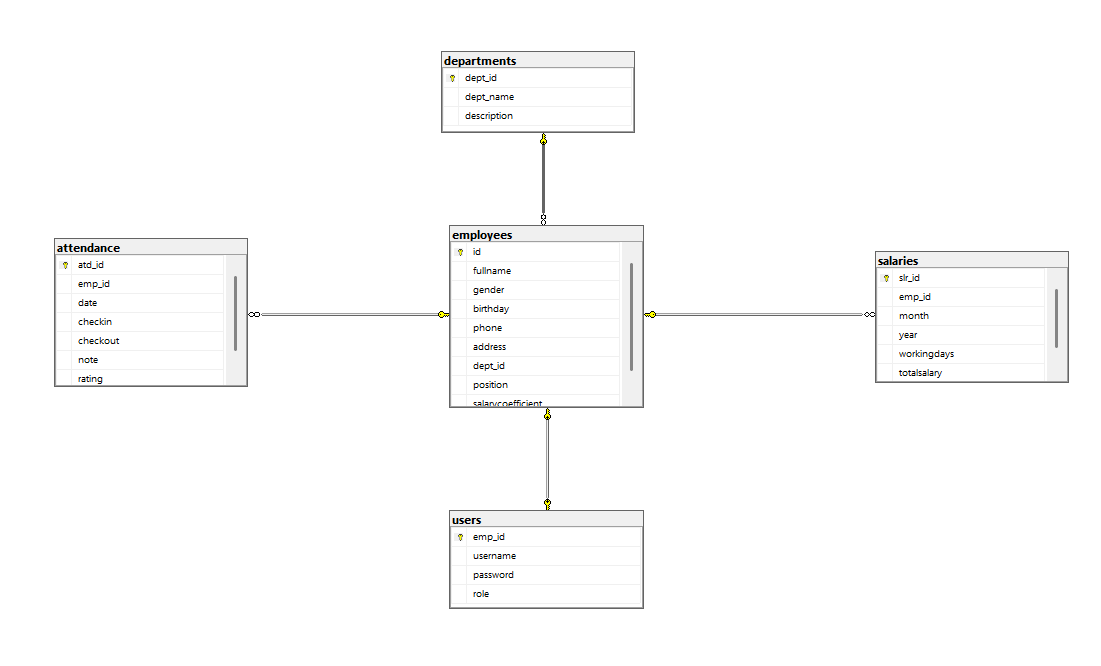 departments
dept_id
dept_name
description
attendance
atd_id
emp_id
date
checkin
checkout
note
rating
employees
id
fullname
gender
birthday
phone
address
dept_id
position
salarycoefficient
salaries
slr_id
emp_id
month
year
workingdays
totalsalary
users
emp_id
username
password
role